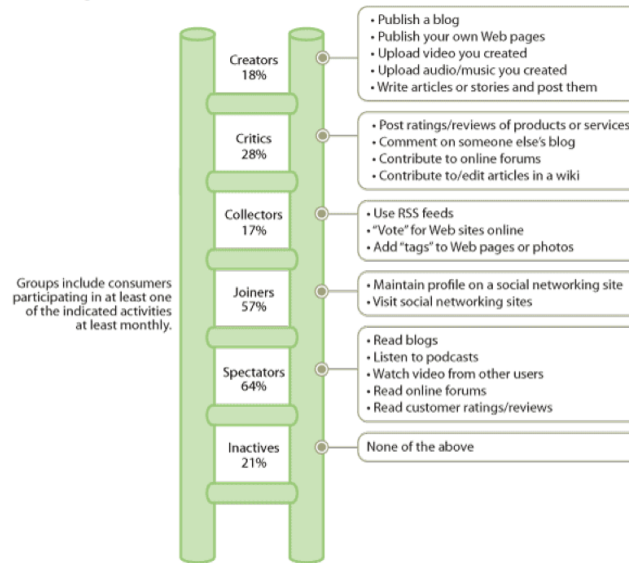 Creators
18%
• Publish a blog
• Publish your own Web pages
• Upload video you created
• Upload audio/music you created
• Write articles or stories and post them
Critics
28%
• Post ratings/reviews of products or services
• Comment on someone else's blog
• Contribute to online forums
• Contribute to/edit articles in a wiki
Collectors
17%
• Use RSS feeds
• "Vote" for Web sites online
• Add "tags" to Web pages or photos
Groups include consumers
participating in at least one
of the indicated activities
at least monthly.
Joiners
57%
• Maintain profile on a social networking site
• Visit social networking sites
Spectators
64%
• Read blogs
• Listen to podcasts
• Watch video from other users
• Read online forums
• Read customer ratings/reviews
Inactives
21%
None of the above